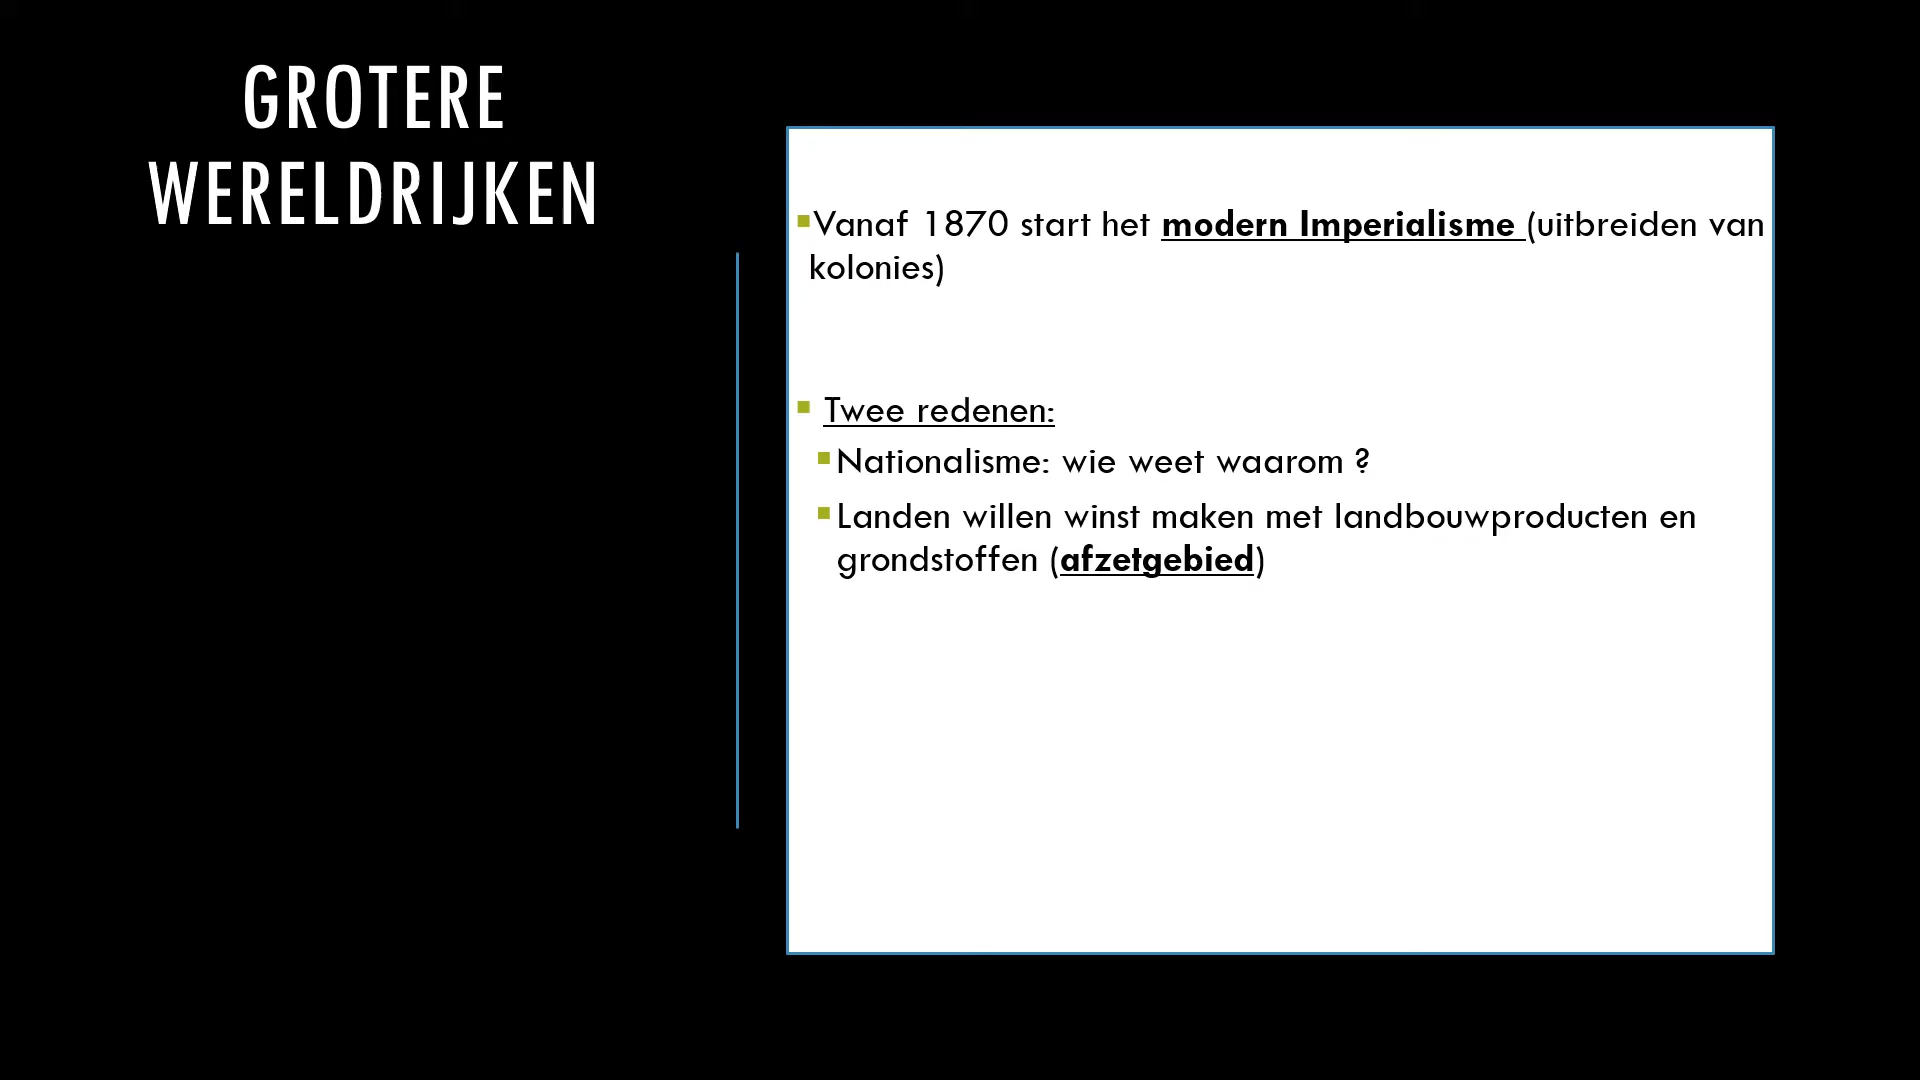 GROTERE
WERELDRIJKEN
▪Vanaf 1870 start het modern Imperialisme (uitbreiden van
kolonies)
▪ Twee redenen:
▪Nationalisme: wie weet waarom ?
▪Landen willen winst maken met landbouwproducten en
grondstoffen (afzetgebied)